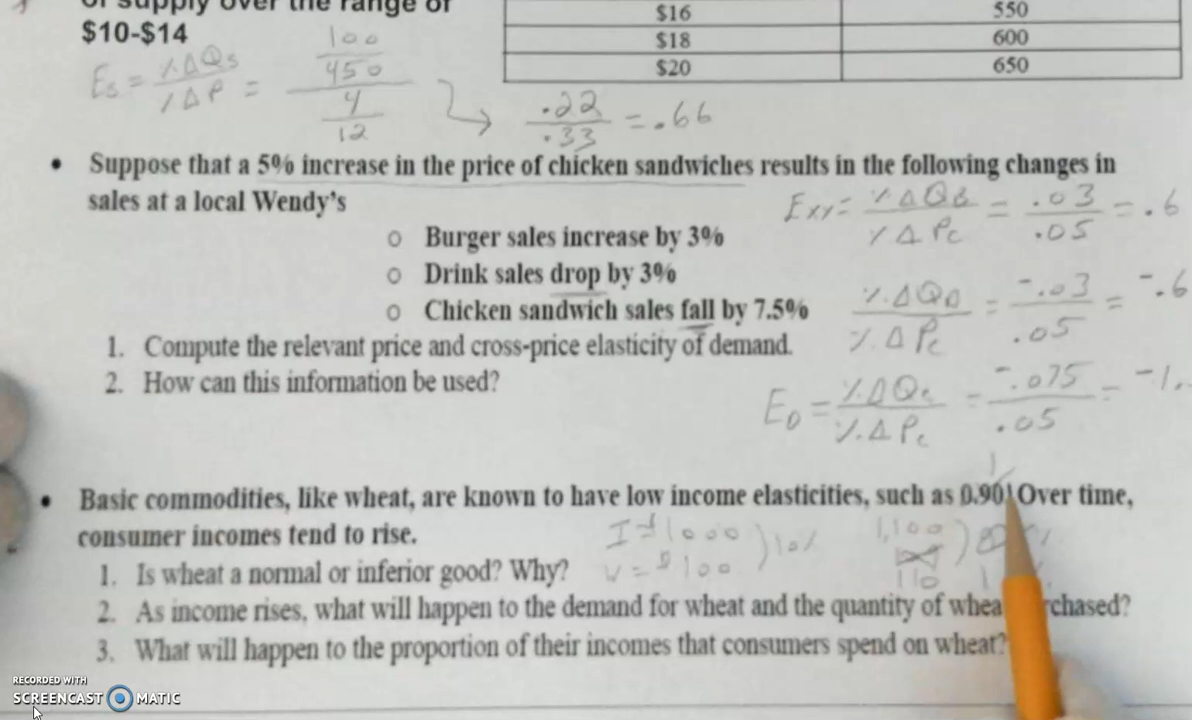 of supply over the range of
$10-$14
$16 550
$18 600
$20 650
Es = %ΔQs / %ΔP = 100/450 / 4/12
.22/.33 = .66
• Suppose that a 5% increase in the price of chicken sandwiches results in the following changes in
sales at a local Wendy's
Exy = %ΔQB / %ΔPc = .03/.05 = .6
o Burger sales increase by 3%
o Drink sales drop by 3%
%ΔQD / %ΔPc = -.03/.05 = -.6
o Chicken sandwich sales fall by 7.5%
1. Compute the relevant price and cross-price elasticity of demand.
2. How can this information be used?
ED = %ΔQc / %ΔPc = -.075/.05 = -1.
• Basic commodities, like wheat, are known to have low income elasticities, such as 0.90! Over time,
consumer incomes tend to rise.
I = $1000
w = $100
10%
1,100
110
1. Is wheat a normal or inferior good? Why?
2. As income rises, what will happen to the demand for wheat and the quantity of whea rchased?
3. What will happen to the proportion of their incomes that consumers spend on wheat?
RECORDED WITH
SCREENCAST MATIC